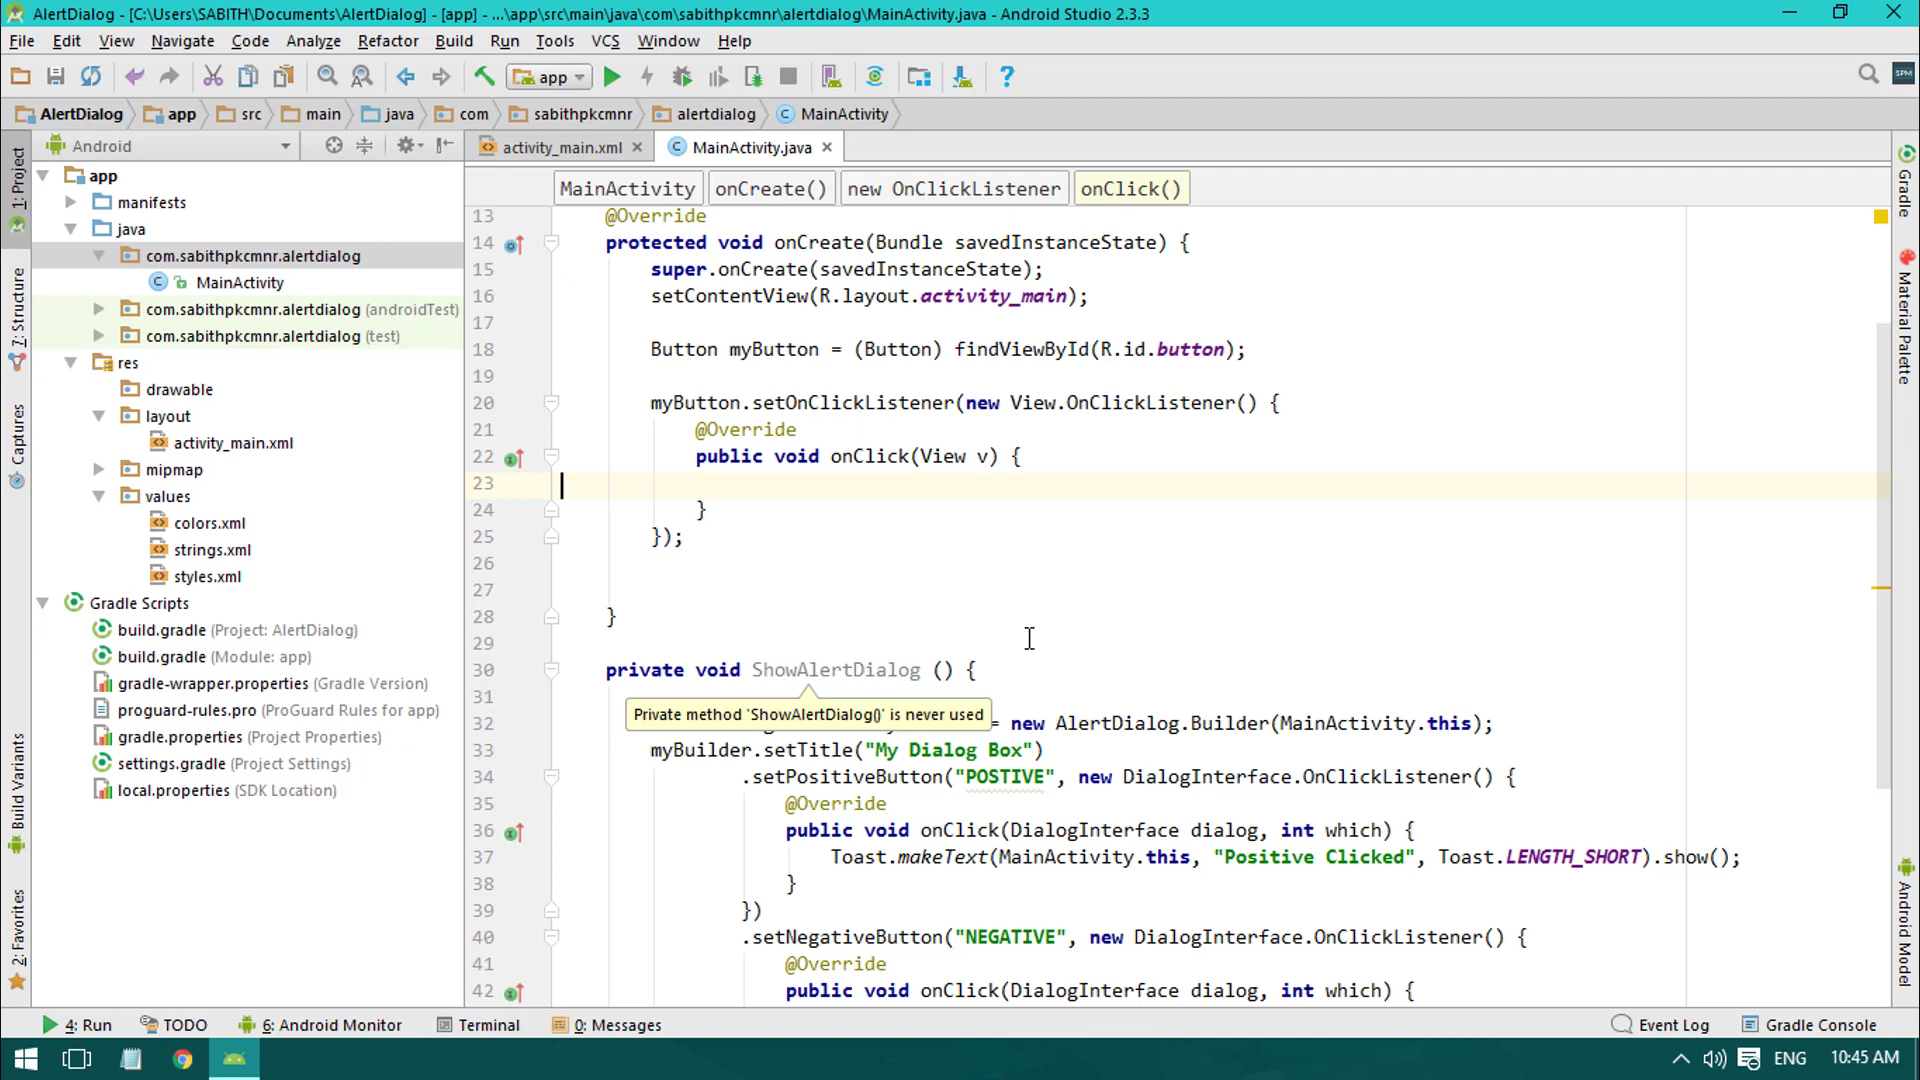 AlertDialog - [C:\Users\SABITH\Documents\AlertDialog] - [app] - ...\app\src\main\java\com\sabithpkcmnr\alertdialog\MainActivity.java - Android Studio 2.3.3
File Edit View Navigate Code Analyze Refactor Build Run Tools VCS Window Help
app
SPM
AlertDialog app src main java com sabithpkcmnr alertdialog MainActivity
Android
activity_main.xml MainActivity.java
MainActivity onCreate() new OnClickListener onClick()
1: Project
7: Structure
Captures
Build Variants
2: Favorites
app
manifests
java
com.sabithpkcmnr.alertdialog
MainActivity
com.sabithpkcmnr.alertdialog (androidTest)
com.sabithpkcmnr.alertdialog (test)
res
drawable
layout
activity_main.xml
mipmap
values
colors.xml
strings.xml
styles.xml
Gradle Scripts
build.gradle (Project: AlertDialog)
build.gradle (Module: app)
gradle-wrapper.properties (Gradle Version)
proguard-rules.pro (ProGuard Rules for app)
gradle.properties (Project Properties)
settings.gradle (Project Settings)
local.properties (SDK Location)
13 @Override
14 protected void onCreate(Bundle savedInstanceState) {
15 super.onCreate(savedInstanceState);
16 setContentView(R.layout.activity_main);
17
18 Button myButton = (Button) findViewById(R.id.button);
19
20 myButton.setOnClickListener(new View.OnClickListener() {
21 @Override
22 public void onClick(View v) {
23
24 }
25 });
26
27
28 }
29
30 private void ShowAlertDialog () {
31
Private method 'ShowAlertDialog()' is never used
32 = new AlertDialog.Builder(MainActivity.this);
33 myBuilder.setTitle("My Dialog Box")
34 .setPositiveButton("POSTIVE", new DialogInterface.OnClickListener() {
35 @Override
36 public void onClick(DialogInterface dialog, int which) {
37 Toast.makeText(MainActivity.this, "Positive Clicked", Toast.LENGTH_SHORT).show();
38 }
39 })
40 .setNegativeButton("NEGATIVE", new DialogInterface.OnClickListener() {
41 @Override
42 public void onClick(DialogInterface dialog, int which) {
Gradle
Material Palette
Android Model
4: Run TODO 6: Android Monitor Terminal 0: Messages Event Log Gradle Console
ENG 10:45 AM